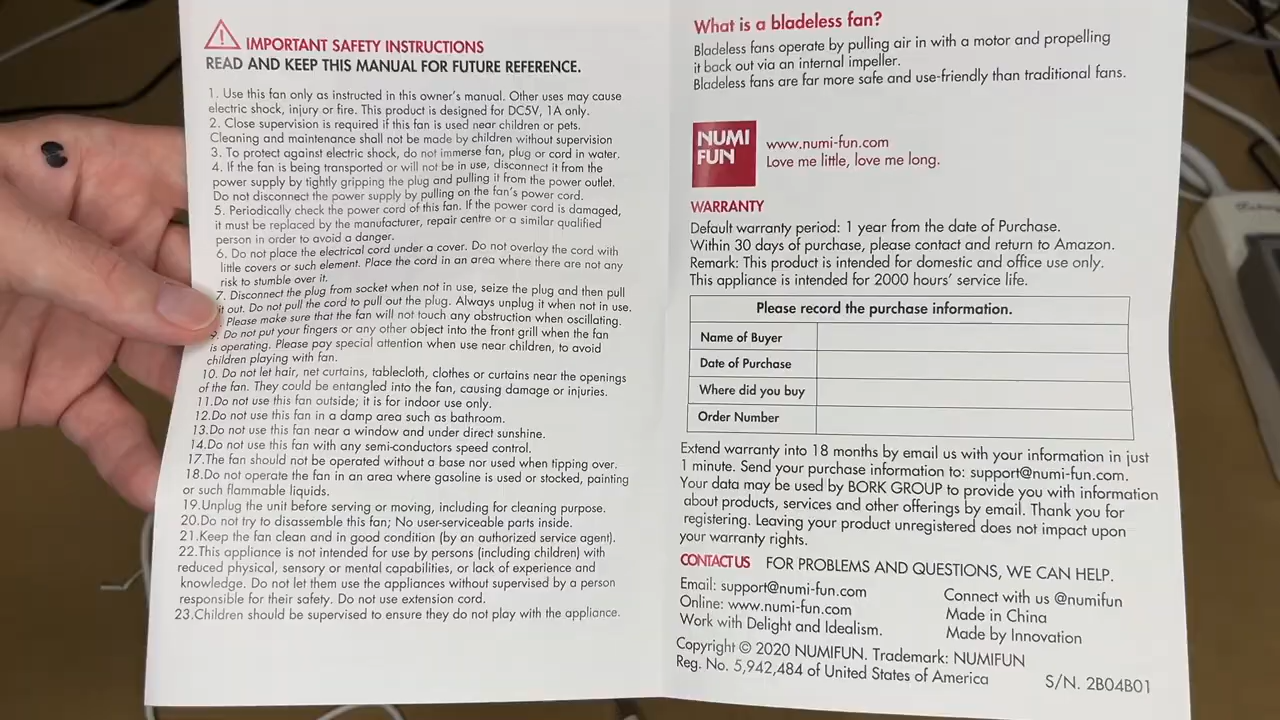 IMPORTANT SAFETY INSTRUCTIONS
READ AND KEEP THIS MANUAL FOR FUTURE REFERENCE.
1. Use this fan only as instructed in this owner's manual. Other uses may cause
electric shock, injury or fire. This product is designed for DC5V, 1A only.
2. Close supervision is required if this fan is used near children or pets.
Cleaning and maintenance shall not be made by children without supervision
3. To protect against electric shock, do not immerse fan, plug or cord in water.
4. If the fan is being transported or will not be in use, disconnect it from the
power supply by tightly gripping the plug and pulling it from the power outlet.
Do not disconnect the power supply by pulling on the fan's power cord.
5. Periodically check the power cord of this fan. If the power cord is damaged,
it must be replaced by the manufacturer, repair centre or a similar qualified
person in order to avoid a danger.
6. Do not place the electrical cord under a cover. Do not overlay the cord with
little covers or such element. Place the cord in an area where there are not any
risk to stumble over it.
7. Disconnect the plug from socket when not in use, seize the plug and then pull
it out. Do not pull the cord to pull out the plug. Always unplug it when not in use.
Please make sure that the fan will not touch any obstruction when oscillating.
9. Do not put your fingers or any other object into the front grill when the fan
is operating. Please pay special attention when use near children, to avoid
children playing with fan.
10. Do not let hair, net curtains, tablecloth, clothes or curtains near the openings
of the fan. They could be entangled into the fan, causing damage or injuries.
11.Do not use this fan outside; it is for indoor use only.
12.Do not use this fan in a damp area such as bathroom.
13.Do not use this fan near a window and under direct sunshine.
14.Do not use this fan with any semi-conductors speed control.
17.The fan should not be operated without a base nor used when tipping over.
18.Do not operate the fan in an area where gasoline is used or stocked, painting
or such flammable liquids.
19.Unplug the unit before serving or moving, including for cleaning purpose.
20.Do not try to disassemble this fan; No user-serviceable parts inside.
21.Keep the fan clean and in good condition (by an authorized service agent).
22.This appliance is not intended for use by persons (including children) with
reduced physical, sensory or mental capabilities, or lack of experience and
knowledge. Do not let them use the appliances without supervised by a person
responsible for their safety. Do not use extension cord.
23.Children should be supervised to ensure they do not play with the appliance.
What is a bladeless fan?
Bladeless fans operate by pulling air in with a motor and propelling
it back out via an internal impeller.
Bladeless fans are far more safe and use-friendly than traditional fans.
NUMI
FUN
www.numi-fun.com
Love me little, love me long.
WARRANTY
Default warranty period: 1 year from the date of Purchase.
Within 30 days of purchase, please contact and return to Amazon.
Remark: This product is intended for domestic and office use only.
This appliance is intended for 2000 hours' service life.
Please record the purchase information.
Name of Buyer
Date of Purchase
Where did you buy
Order Number
Extend warranty into 18 months by email us with your information in just
1 minute. Send your purchase information to: support@numi-fun.com.
Your data may be used by BORK GROUP to provide you with information
about products, services and other offerings by email. Thank you for
registering. Leaving your product unregistered does not impact upon
your warranty rights.
CONTACT US FOR PROBLEMS AND QUESTIONS, WE CAN HELP.
Email: support@numi-fun.com
Online: www.numi-fun.com
Work with Delight and Idealism.
Connect with us @numifun
Made in China
Made by Innovation
Copyright © 2020 NUMIFUN. Trademark: NUMIFUN
Reg. No. 5,942,484 of United States of America
S/N. 2B04B01